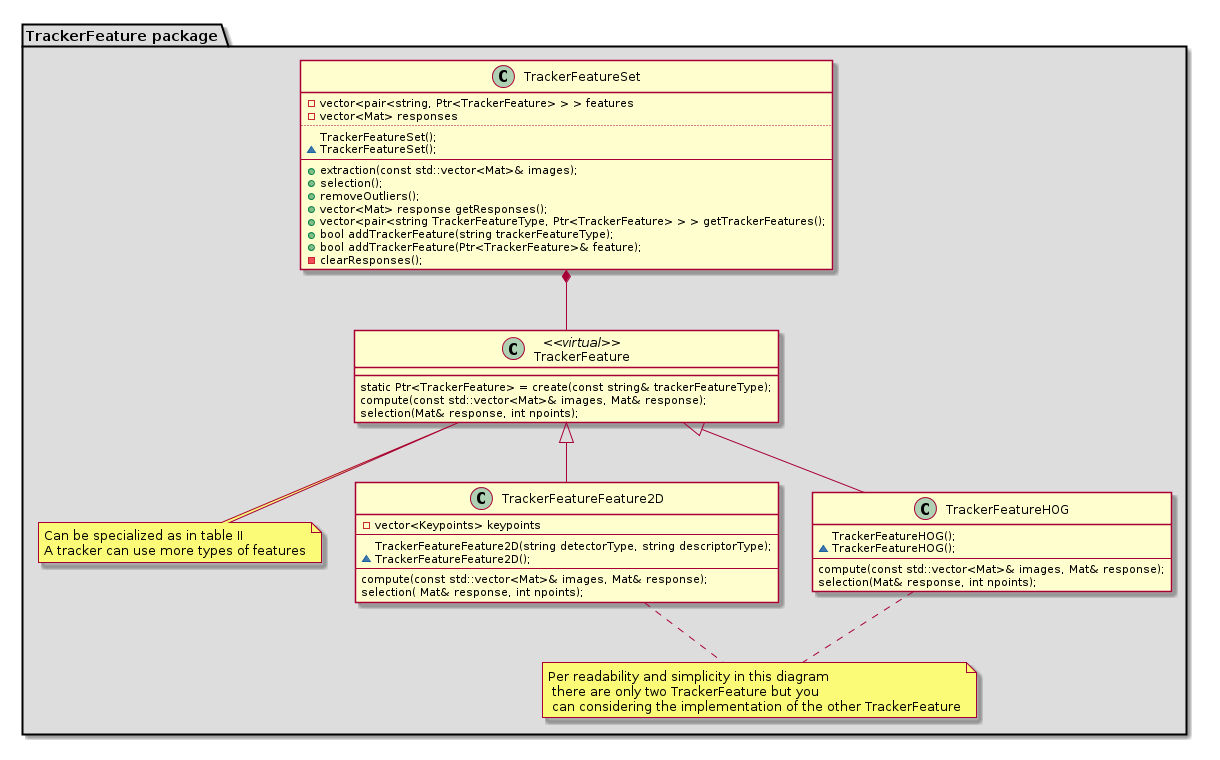 TrackerFeature package
C TrackerFeatureSet
vector<pair<string, Ptr<TrackerFeature> > > features
vector<Mat> responses
TrackerFeatureSet();
TrackerFeatureSet();
extraction(const std::vector<Mat>& images);
selection();
removeOutliers();
vector<Mat> response getResponses();
vector<pair<string TrackerFeatureType, Ptr<TrackerFeature> > > getTrackerFeatures();
bool addTrackerFeature(string trackerFeatureType);
bool addTrackerFeature(Ptr<TrackerFeature>& feature);
clearResponses();
<<virtual>>
C TrackerFeature
static Ptr<TrackerFeature> = create(const string& trackerFeatureType);
compute(const std::vector<Mat>& images, Mat& response);
selection(Mat& response, int npoints);
Can be specialized as in table II
A tracker can use more types of features
C TrackerFeatureFeature2D
vector<Keypoints> keypoints
TrackerFeatureFeature2D(string detectorType, string descriptorType);
TrackerFeatureFeature2D();
compute(const std::vector<Mat>& images, Mat& response);
selection( Mat& response, int npoints);
C TrackerFeatureHOG
TrackerFeatureHOG();
TrackerFeatureHOG();
compute(const std::vector<Mat>& images, Mat& response);
selection(Mat& response, int npoints);
Per readability and simplicity in this diagram
there are only two TrackerFeature but you
can considering the implementation of the other TrackerFeature